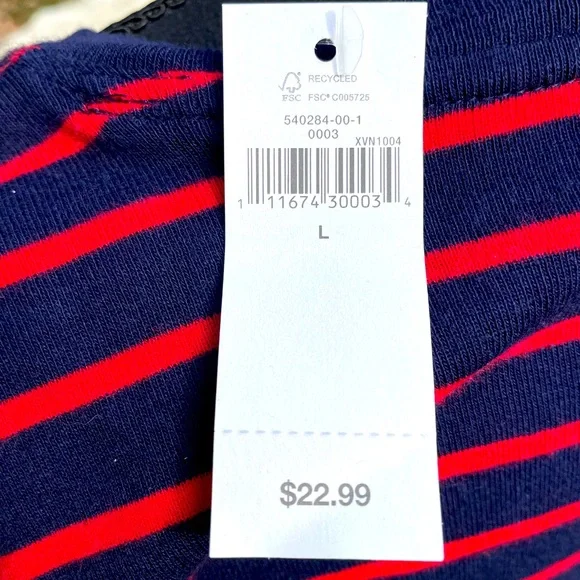 RECYCLED
FSC FSC® C005725
540284-00-1
0003
XVN1004
1 11674 30003 4
L
$22.99